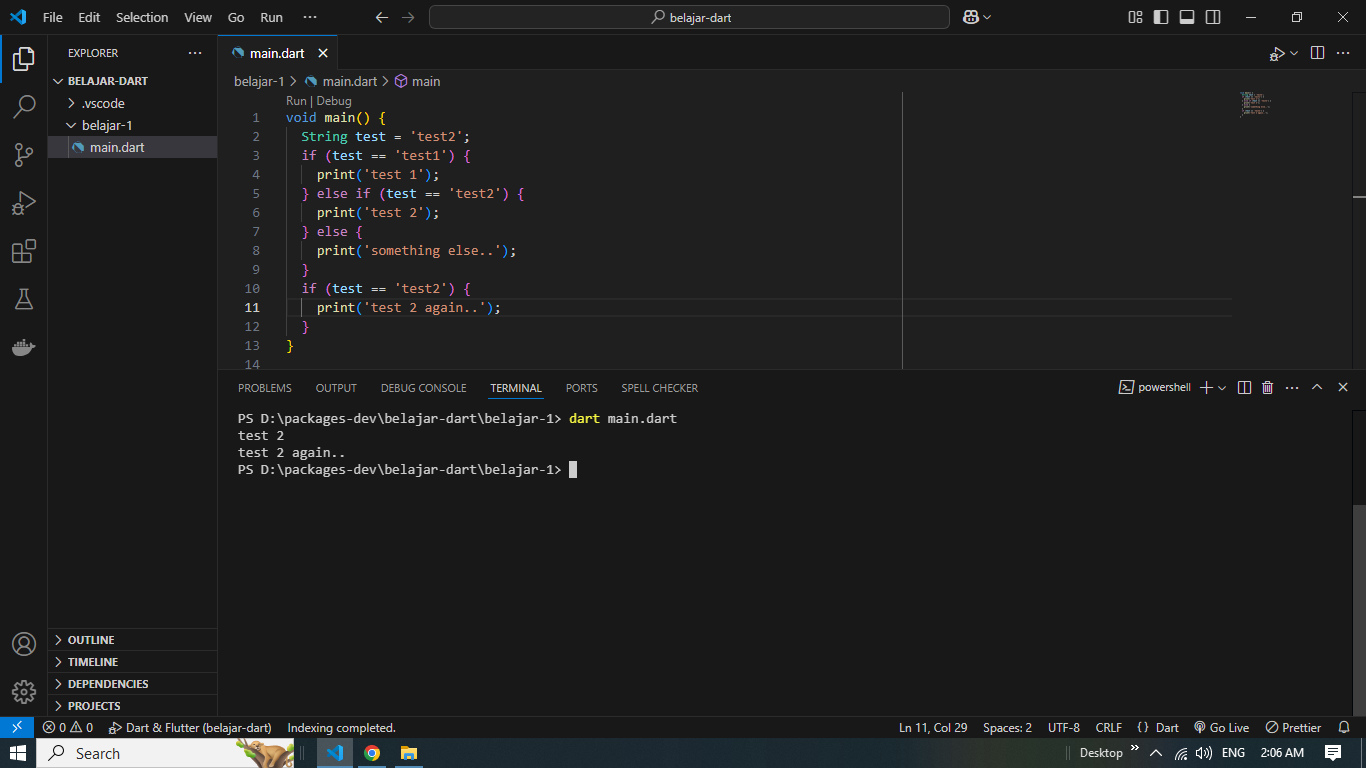 File Edit Selection View Go Run ··· belajar-dart
EXPLORER ···
BELAJAR-DART
.vscode
belajar-1
main.dart
main.dart
belajar-1 > main.dart > main
Run | Debug
1 void main() {
2 String test = 'test2';
3 if (test == 'test1') {
4 print('test 1');
5 } else if (test == 'test2') {
6 print('test 2');
7 } else {
8 print('something else..');
9 }
10 if (test == 'test2') {
11 print('test 2 again..');
12 }
13 }
14
PROBLEMS OUTPUT DEBUG CONSOLE TERMINAL PORTS SPELL CHECKER powershell
PS D:\packages-dev\belajar-dart\belajar-1> dart main.dart
test 2
test 2 again..
PS D:\packages-dev\belajar-dart\belajar-1>
OUTLINE
TIMELINE
DEPENDENCIES
PROJECTS
0 0 Dart & Flutter (belajar-dart) Indexing completed. Ln 11, Col 29 Spaces: 2 UTF-8 CRLF {} Dart Go Live Prettier
Search Desktop ENG 2:06 AM